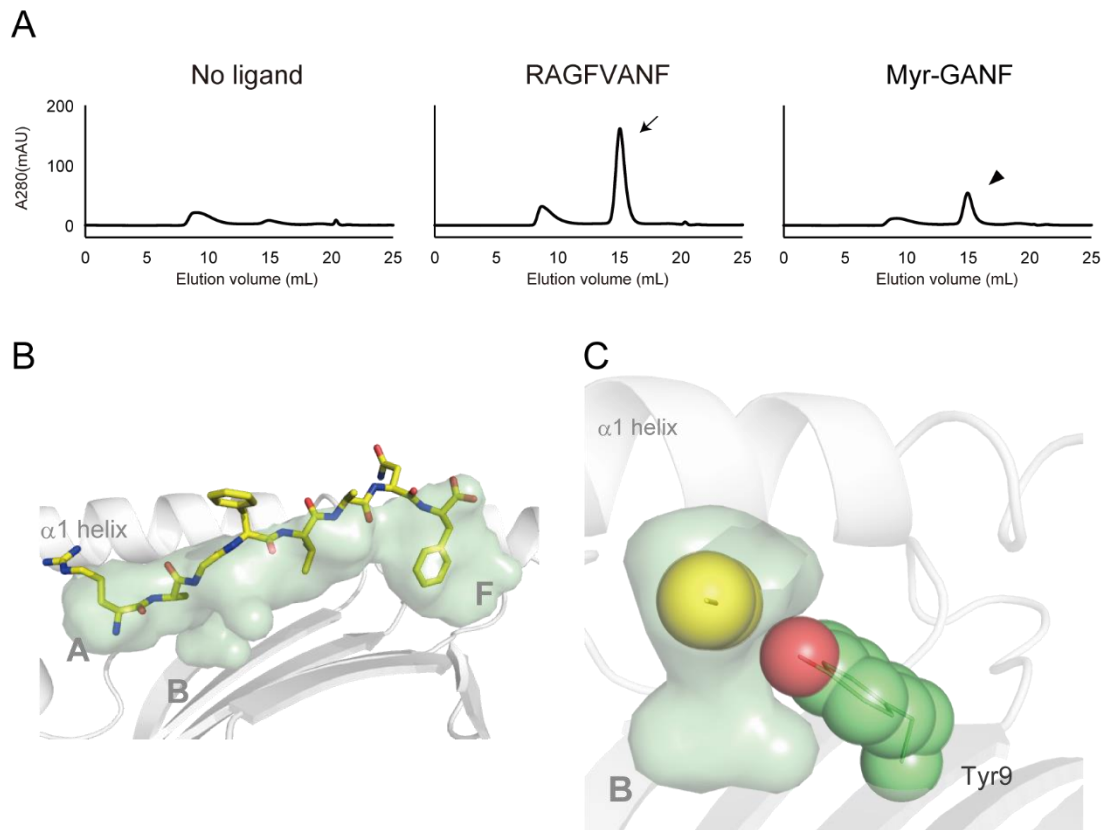 A
No ligand
RAGFVANF
Myr-GANF
A280(mAU)
200
100
0
0 5 10 15 20 25
0 5 10 15 20 25
0 5 10 15 20 25
Elution volume (mL)
Elution volume (mL)
Elution volume (mL)
B
α1 helix
A
B
F
C
α1 helix
B
Tyr9